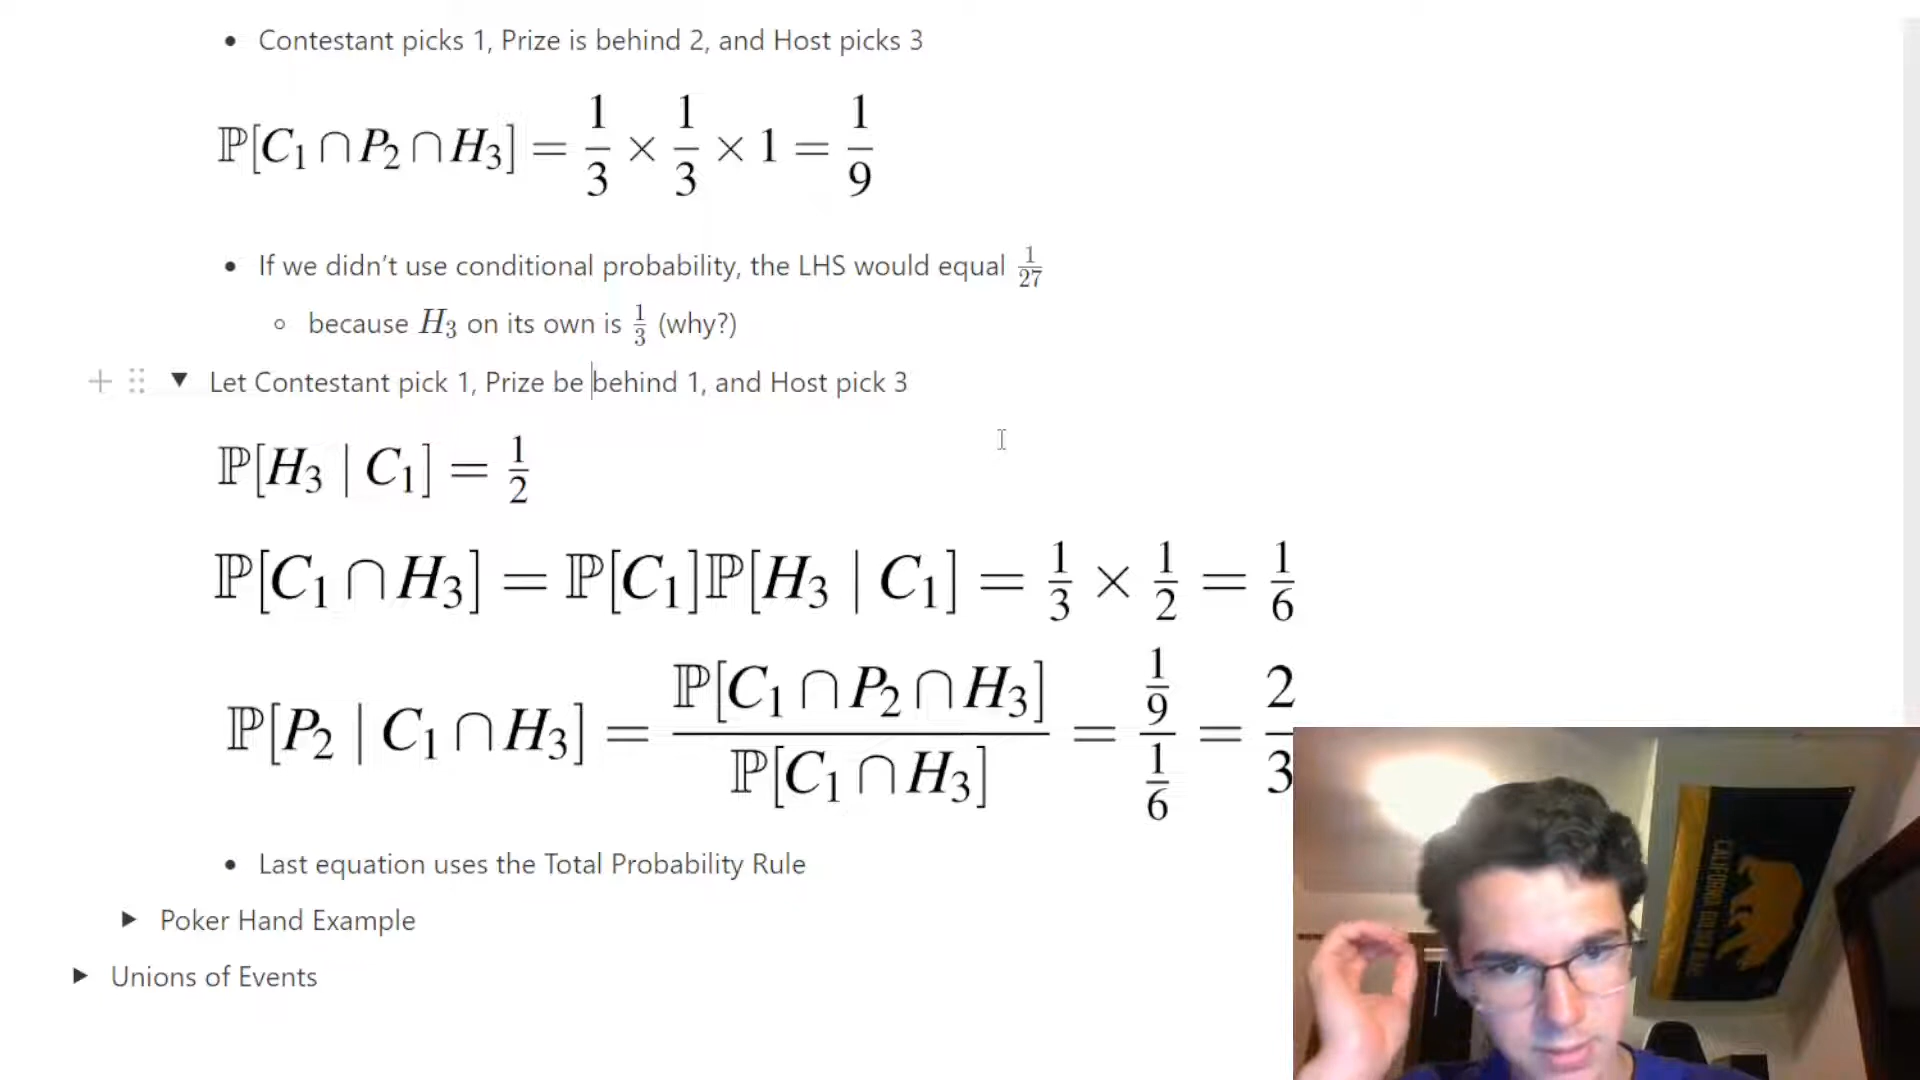 • Contestant picks 1, Prize is behind 2, and Host picks 3
ℙ[C₁ ∩ P₂ ∩ H₃] = 1/3 × 1/3 × 1 = 1/9
• If we didn’t use conditional probability, the LHS would equal 1/27
◦ because H₃ on its own is 1/3 (why?)
▼ Let Contestant pick 1, Prize be behind 1, and Host pick 3
ℙ[H₃ | C₁] = 1/2
ℙ[C₁ ∩ H₃] = ℙ[C₁]ℙ[H₃ | C₁] = 1/3 × 1/2 = 1/6
ℙ[P₂ | C₁ ∩ H₃] = ℙ[C₁ ∩ P₂ ∩ H₃] / ℙ[C₁ ∩ H₃] = (1/9) / (1/6) = 2/3
• Last equation uses the Total Probability Rule
▶ Poker Hand Example
▶ Unions of Events
CALIFORNIA